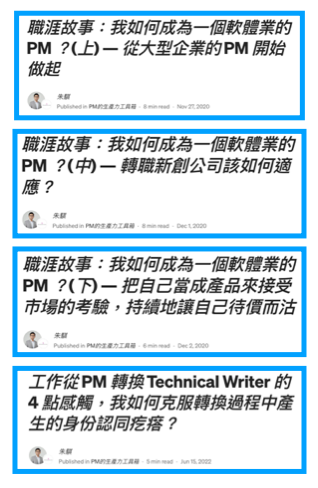 職涯故事：我如何成為一個軟體業的
PM ？(上) — 從大型企業的 PM 開始
做起
朱騏
Published in PM的生產力工具箱 · 6 min read · Nov 27, 2020
職涯故事：我如何成為一個軟體業的
PM ？(中) — 轉職新創公司該如何適
應？
朱騏
Published in PM的生產力工具箱 · 8 min read · Dec 1, 2020
職涯故事：我如何成為一個軟體業的
PM ？(下) — 把自己當成產品來接受
市場的考驗，持續地讓自己待價而沽
朱騏
Published in PM的生產力工具箱 · 6 min read · Dec 2, 2020
工作從 PM 轉換 Technical Writer 的
4 點感觸，我如何克服轉換過程中產
生的身份認同疙瘩？
朱騏
Published in PM的生產力工具箱 · 5 min read · Jun 15, 2022